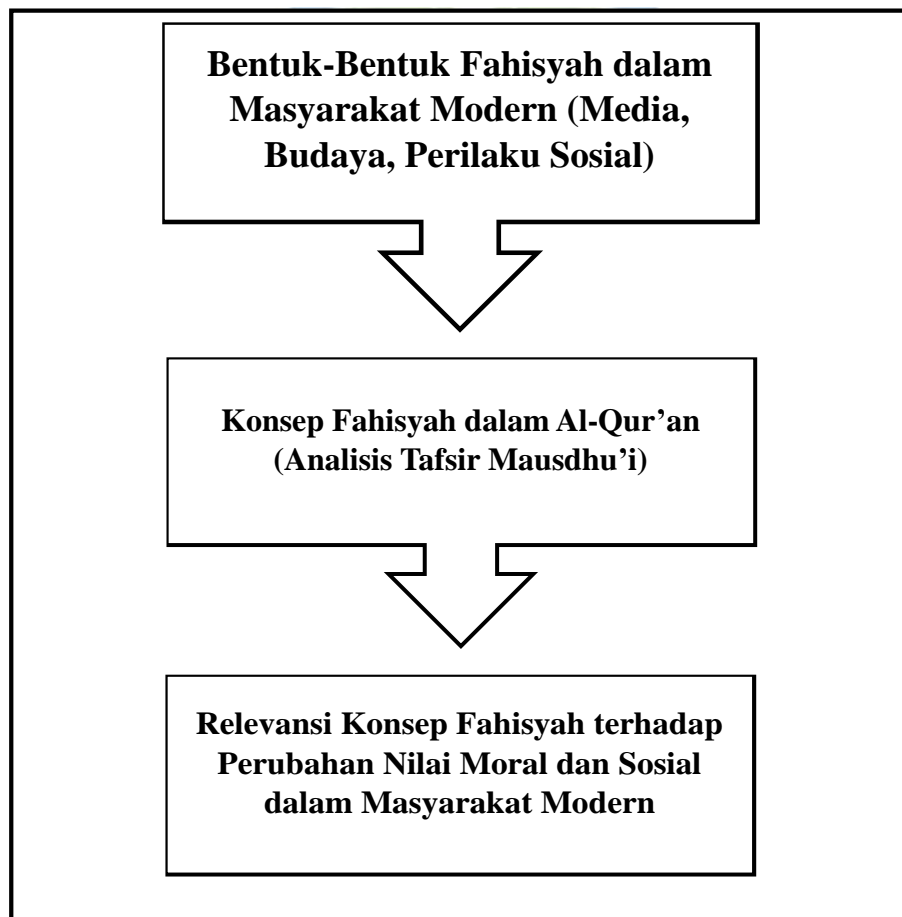 Bentuk-Bentuk Fahisyah dalam
Masyarakat Modern (Media,
Budaya, Perilaku Sosial)
Konsep Fahisyah dalam Al-Qur’an
(Analisis Tafsir Mausdhu’i)
Relevansi Konsep Fahisyah terhadap
Perubahan Nilai Moral dan Sosial
dalam Masyarakat Modern